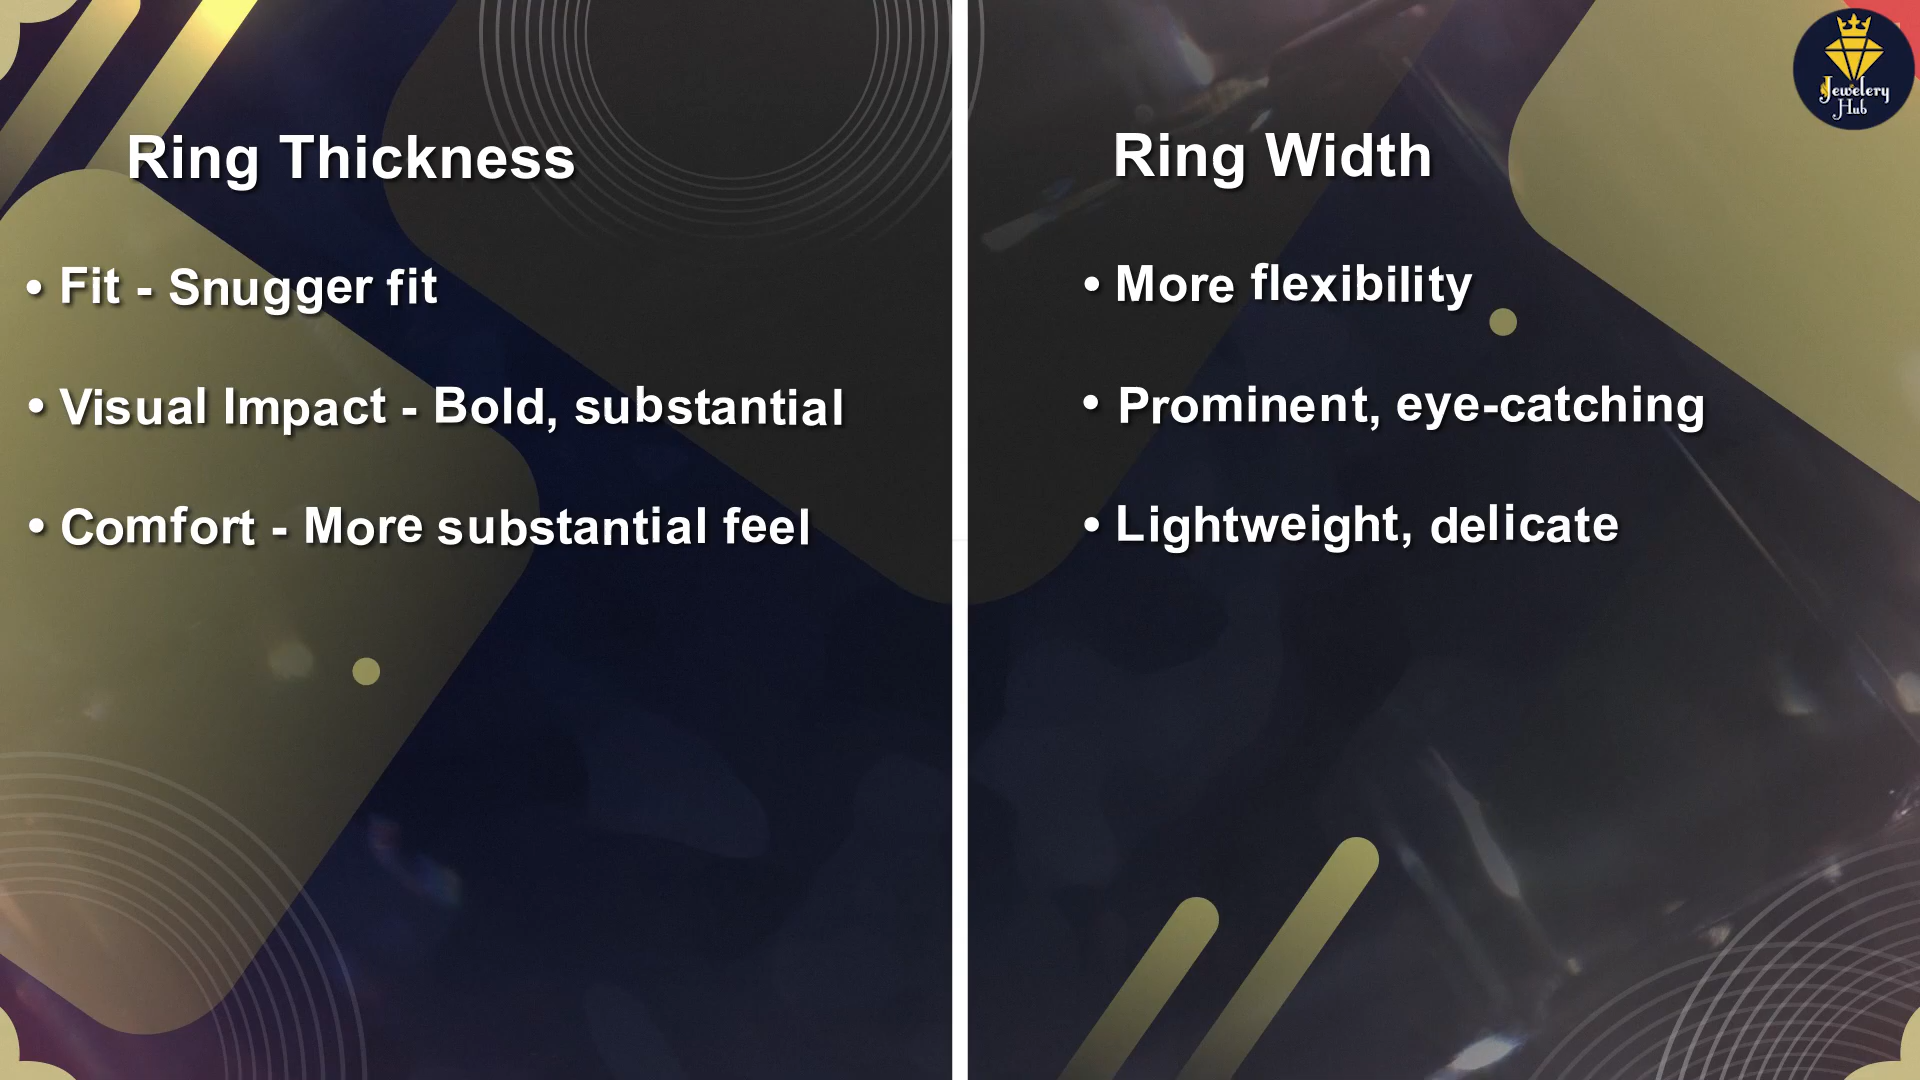 Ring Thickness
• Fit - Snugger fit
• Visual Impact - Bold, substantial
• Comfort - More substantial feel
Ring Width
• More flexibility
• Prominent, eye-catching
• Lightweight, delicate
Jewelery
Hub